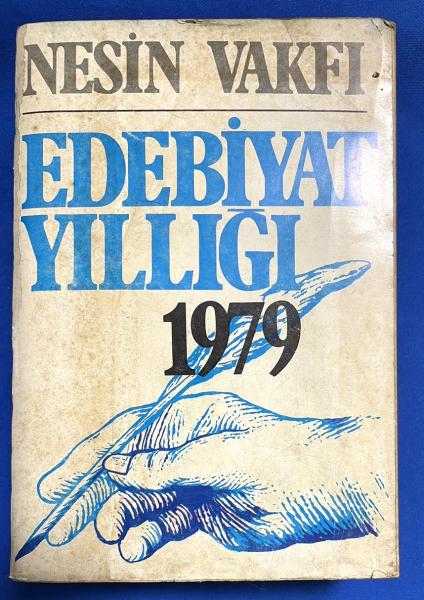 NESİN VAKFI
EDEBİYAT
YILLIĞI
1979